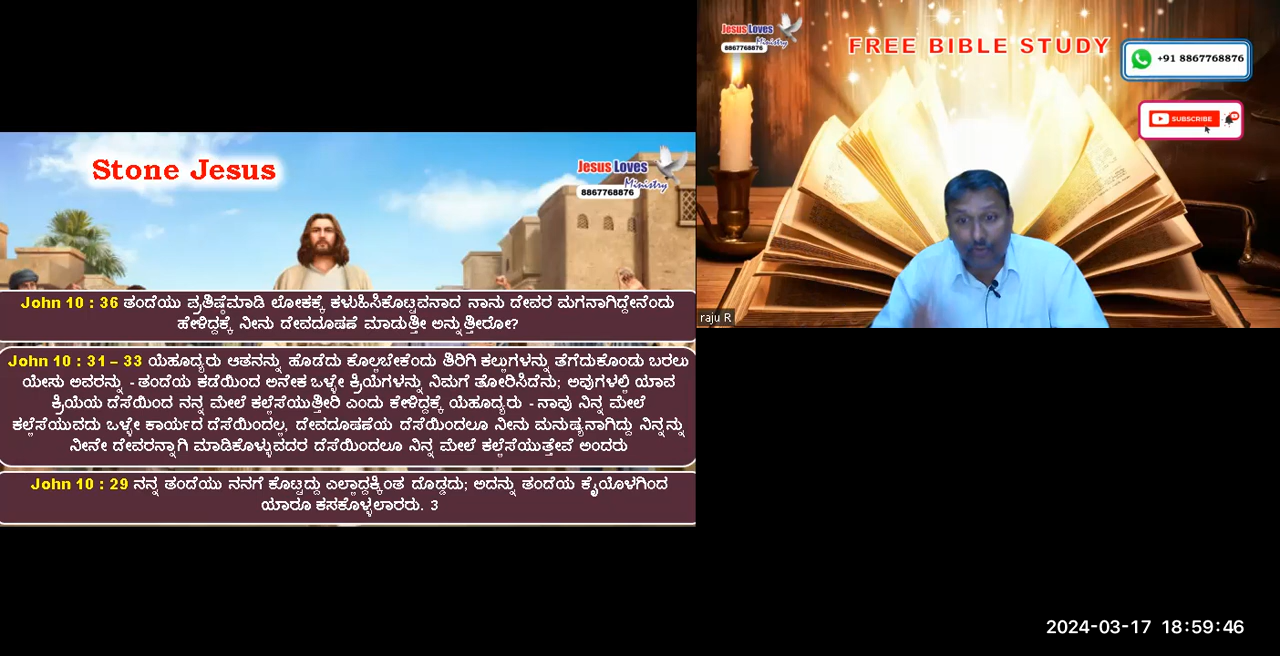 Stone Jesus
Jesus Loves
Ministry
8867768876
John 10 : 36 ತಂದೆಯು ಪ್ರತಿಷ್ಠೆಮಾಡಿ ಲೋಕಕ್ಕೆ ಕಳುಹಿಸಿಕೊಟ್ಟವನಾದ ನಾನು ದೇವರ ಮಗನಾಗಿದ್ದೇನೆಂದು
ಹೇಳಿದ್ದಕ್ಕೆ ನೀನು ದೇವದೂಷಣೆ ಮಾಡುತ್ತೀ ಅನ್ನುತ್ತೀರೋ?
John 10 : 31 – 33 ಯೆಹೂದ್ಯರು ಆತನನ್ನು ಹೊಡೆದು ಕೊಲ್ಲಬೇಕೆಂದು ತಿರಿಗಿ ಕಲ್ಲುಗಳನ್ನು ತೆಗೆದುಕೊಂಡು ಬರಲು
ಯೇಸು ಅವರನ್ನು - ತಂದೆಯ ಕಡೆಯಿಂದ ಅನೇಕ ಒಳ್ಳೇ ಕ್ರಿಯೆಗಳನ್ನು ನಿಮಗೆ ತೋರಿಸಿದೆನು; ಅವುಗಳಲ್ಲಿ ಯಾವ
ಕ್ರಿಯೆಯ ದೆಸೆಯಿಂದ ನನ್ನ ಮೇಲೆ ಕಲ್ಲೆಸೆಯುತ್ತೀರಿ ಎಂದು ಕೇಳಿದ್ದಕ್ಕೆ ಯೆಹೂದ್ಯರು - ನಾವು ನಿನ್ನ ಮೇಲೆ
ಕಲ್ಲೆಸೆಯುವದು ಒಳ್ಳೇ ಕಾರ್ಯದ ದೆಸೆಯಿಂದಲ್ಲ, ದೇವದೂಷಣೆಯ ದೆಸೆಯಿಂದಲೂ ನೀನು ಮನುಷ್ಯನಾಗಿದ್ದು ನಿನ್ನನ್ನು
ನೀನೇ ದೇವರನ್ನಾಗಿ ಮಾಡಿಕೊಳ್ಳುವದರ ದೆಸೆಯಿಂದಲೂ ನಿನ್ನ ಮೇಲೆ ಕಲ್ಲೆಸೆಯುತ್ತೇವೆ ಅಂದರು
John 10 : 29 ನನ್ನ ತಂದೆಯು ನನಗೆ ಕೊಟ್ಟದ್ದು ಎಲ್ಲಾದ್ದಕ್ಕಿಂತ ದೊಡ್ಡದು; ಅದನ್ನು ತಂದೆಯ ಕೈಯೊಳಗಿಂದ
ಯಾರೂ ಕಸಕೊಳ್ಳಲಾರರು. 3
Jesus Loves
Ministry
8867768876
FREE BIBLE STUDY
+91 8867768876
SUBSCRIBE
raju R
2024-03-17 18:59:46